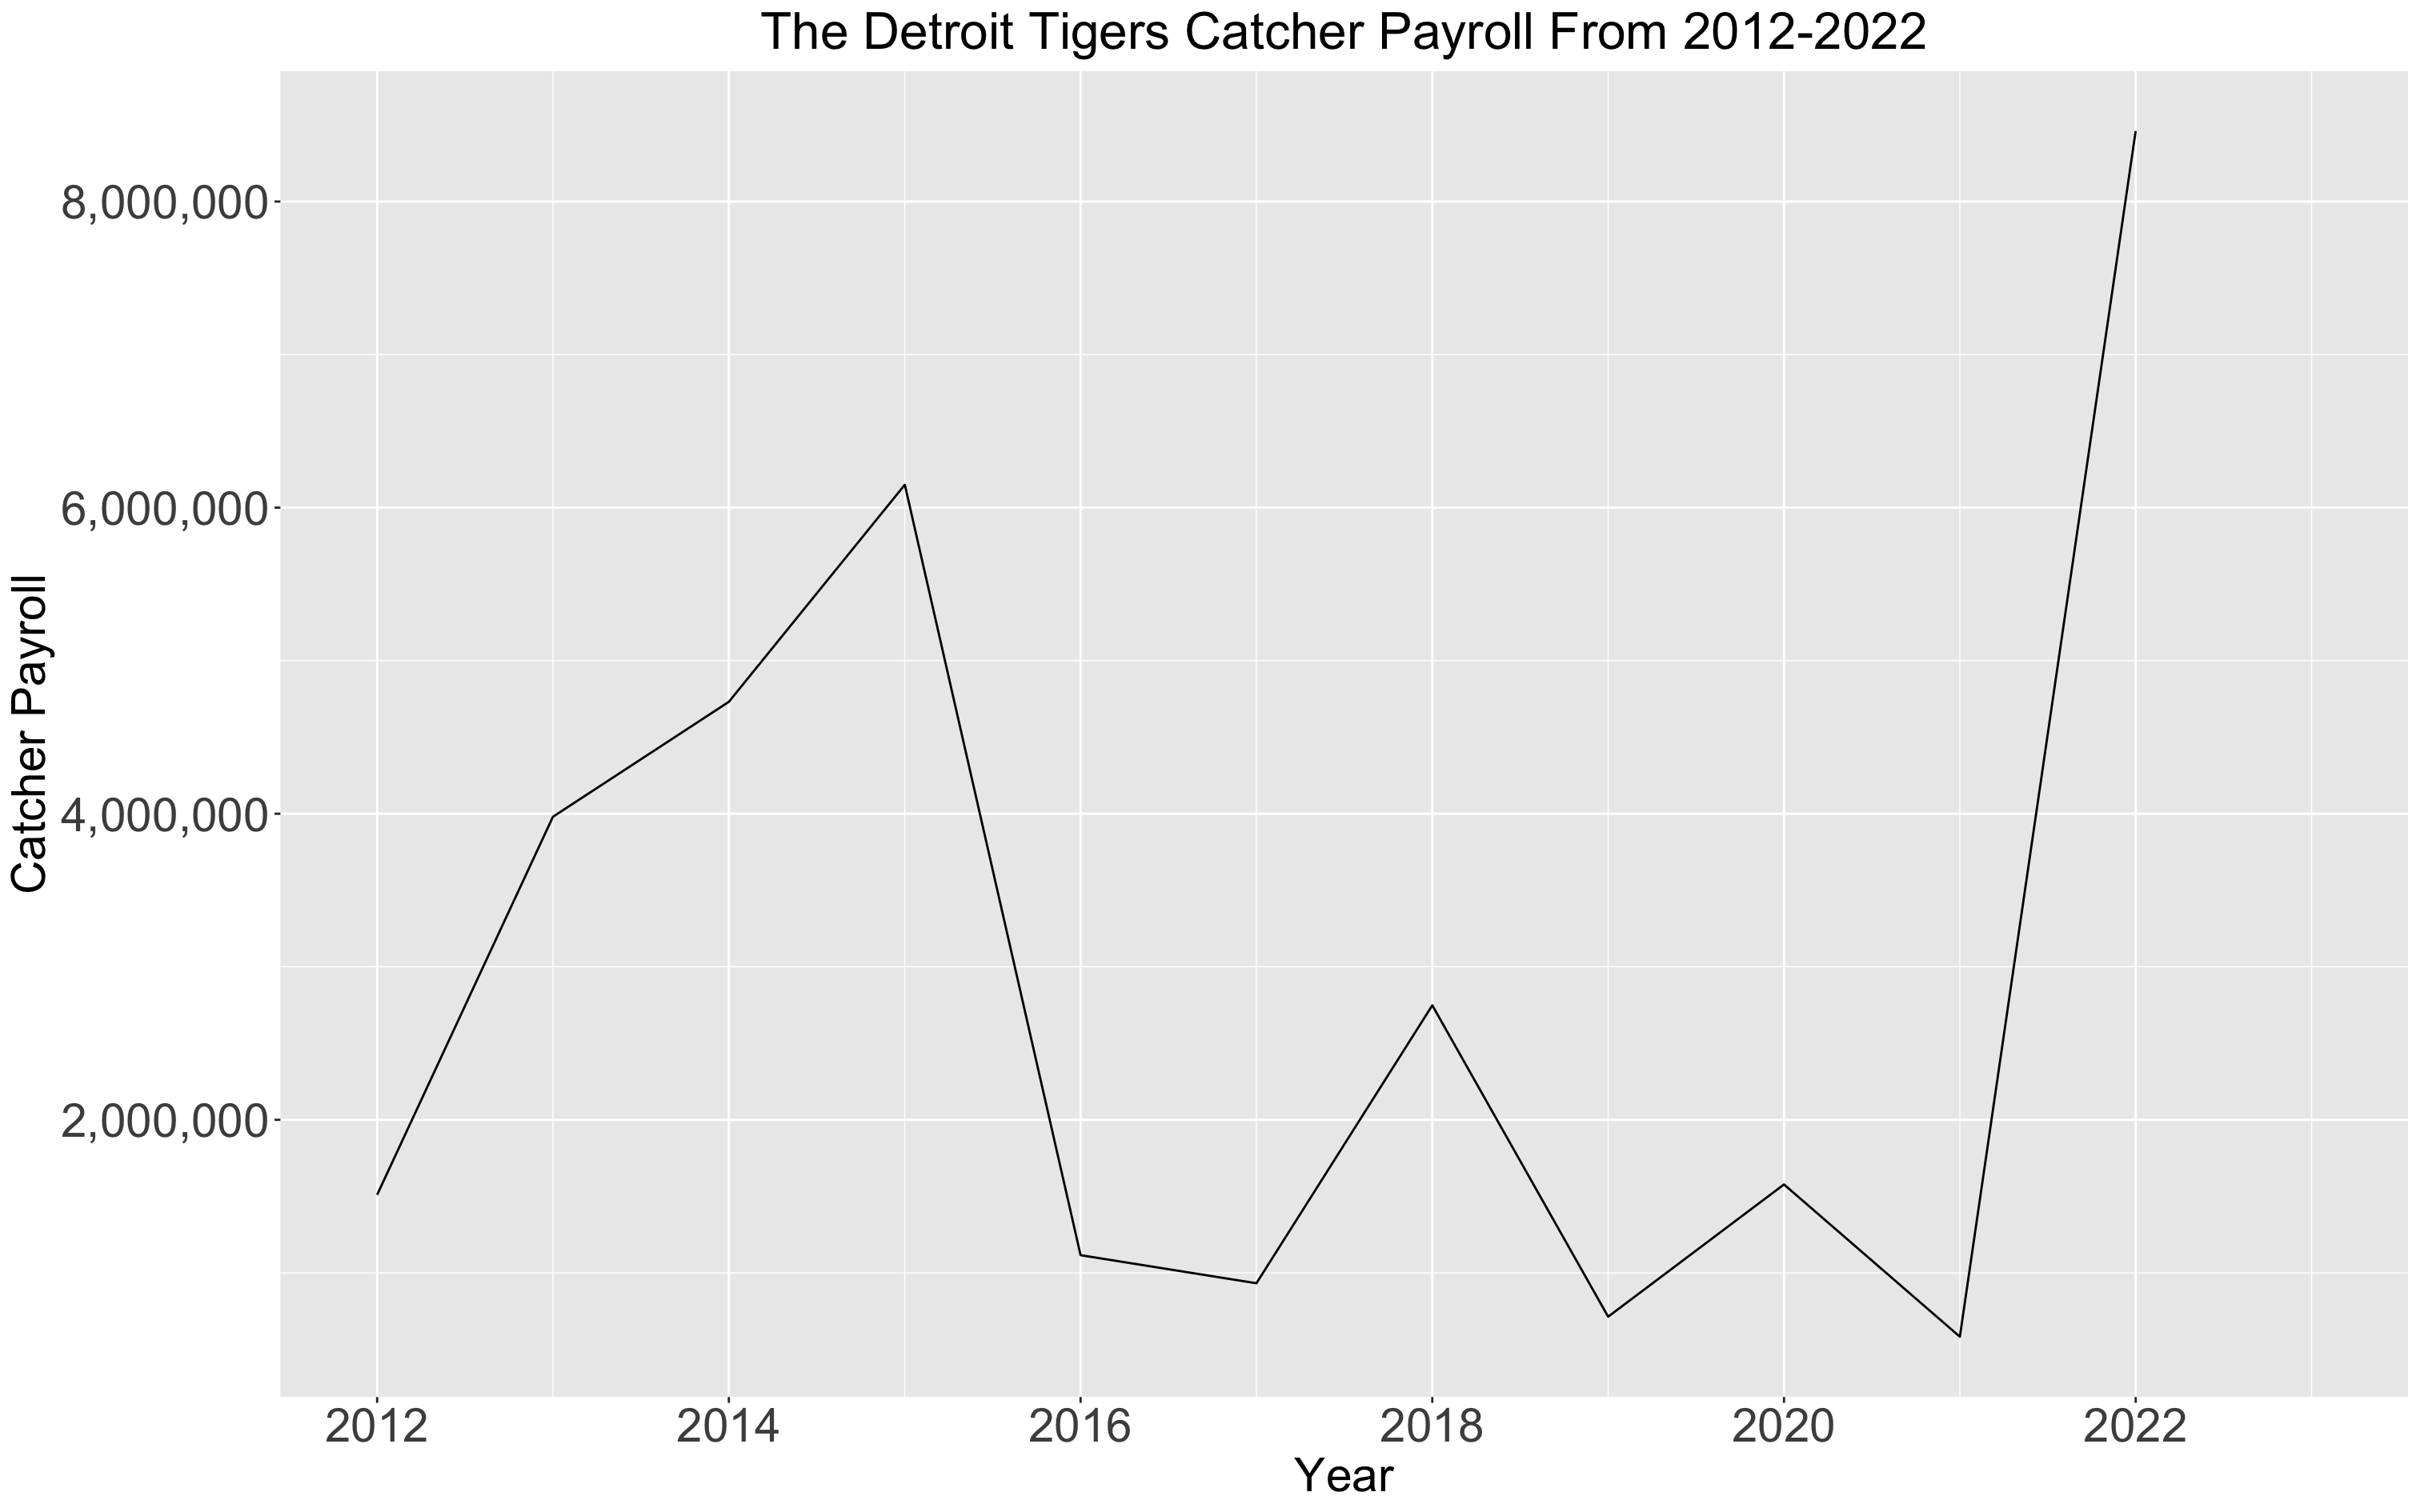 The Detroit Tigers Catcher Payroll From 2012-2022
8,000,000
6,000,000
4,000,000
2,000,000
Catcher Payroll
2012 2014 2016 2018 2020 2022
Year